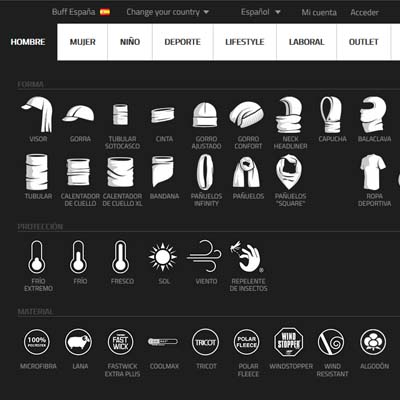 Buff España Change your country Español Mi cuenta Acceder
HOMBRE MUJER NIÑO DEPORTE LIFESTYLE LABORAL OUTLET
FORMA
VISOR GORRA TUBULAR SOTOCASCO CINTA GORRO AJUSTADO GORRO CONFORT NECK HEADLINER CAPUCHA BALACLAVA
TUBULAR CALENTADOR DE CUELLO CALENTADOR DE CUELLO XL BANDANA PAÑUELOS INFINITY PAÑUELOS PAÑUELOS "SQUARE" ROPA DEPORTIVA
PROTECCIÓN
FRÍO EXTREMO FRÍO FRESCO SOL VIENTO REPELENTE DE INSECTOS
®
MATERIAL
100% POLYESTER FAST WICK TRICOT POLAR FLEECE WIND STOPPER
MICROFIBRA LANA FASTWICK EXTRA PLUS COOLMAX TRICOT POLAR FLEECE WINDSTOPPER WIND RESISTANT ALGODÓN